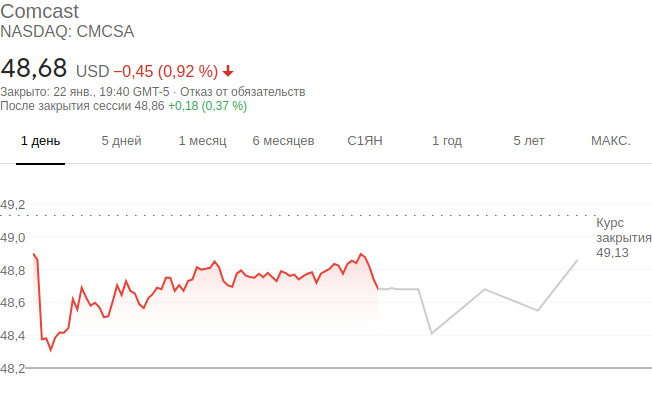 Comcast
NASDAQ: CMCSA
48,68 USD −0,45 (0,92 %)
Закрыто: 22 янв., 19:40 GMT-5 · Отказ от обязательств
После закрытия сессии 48,86 +0,18 (0,37 %)
1 день 5 дней 1 месяц 6 месяцев С1ЯН 1 год 5 лет МАКС.
49,2
49,0
48,8
48,6
48,4
48,2
Курс
закрытия
49,13